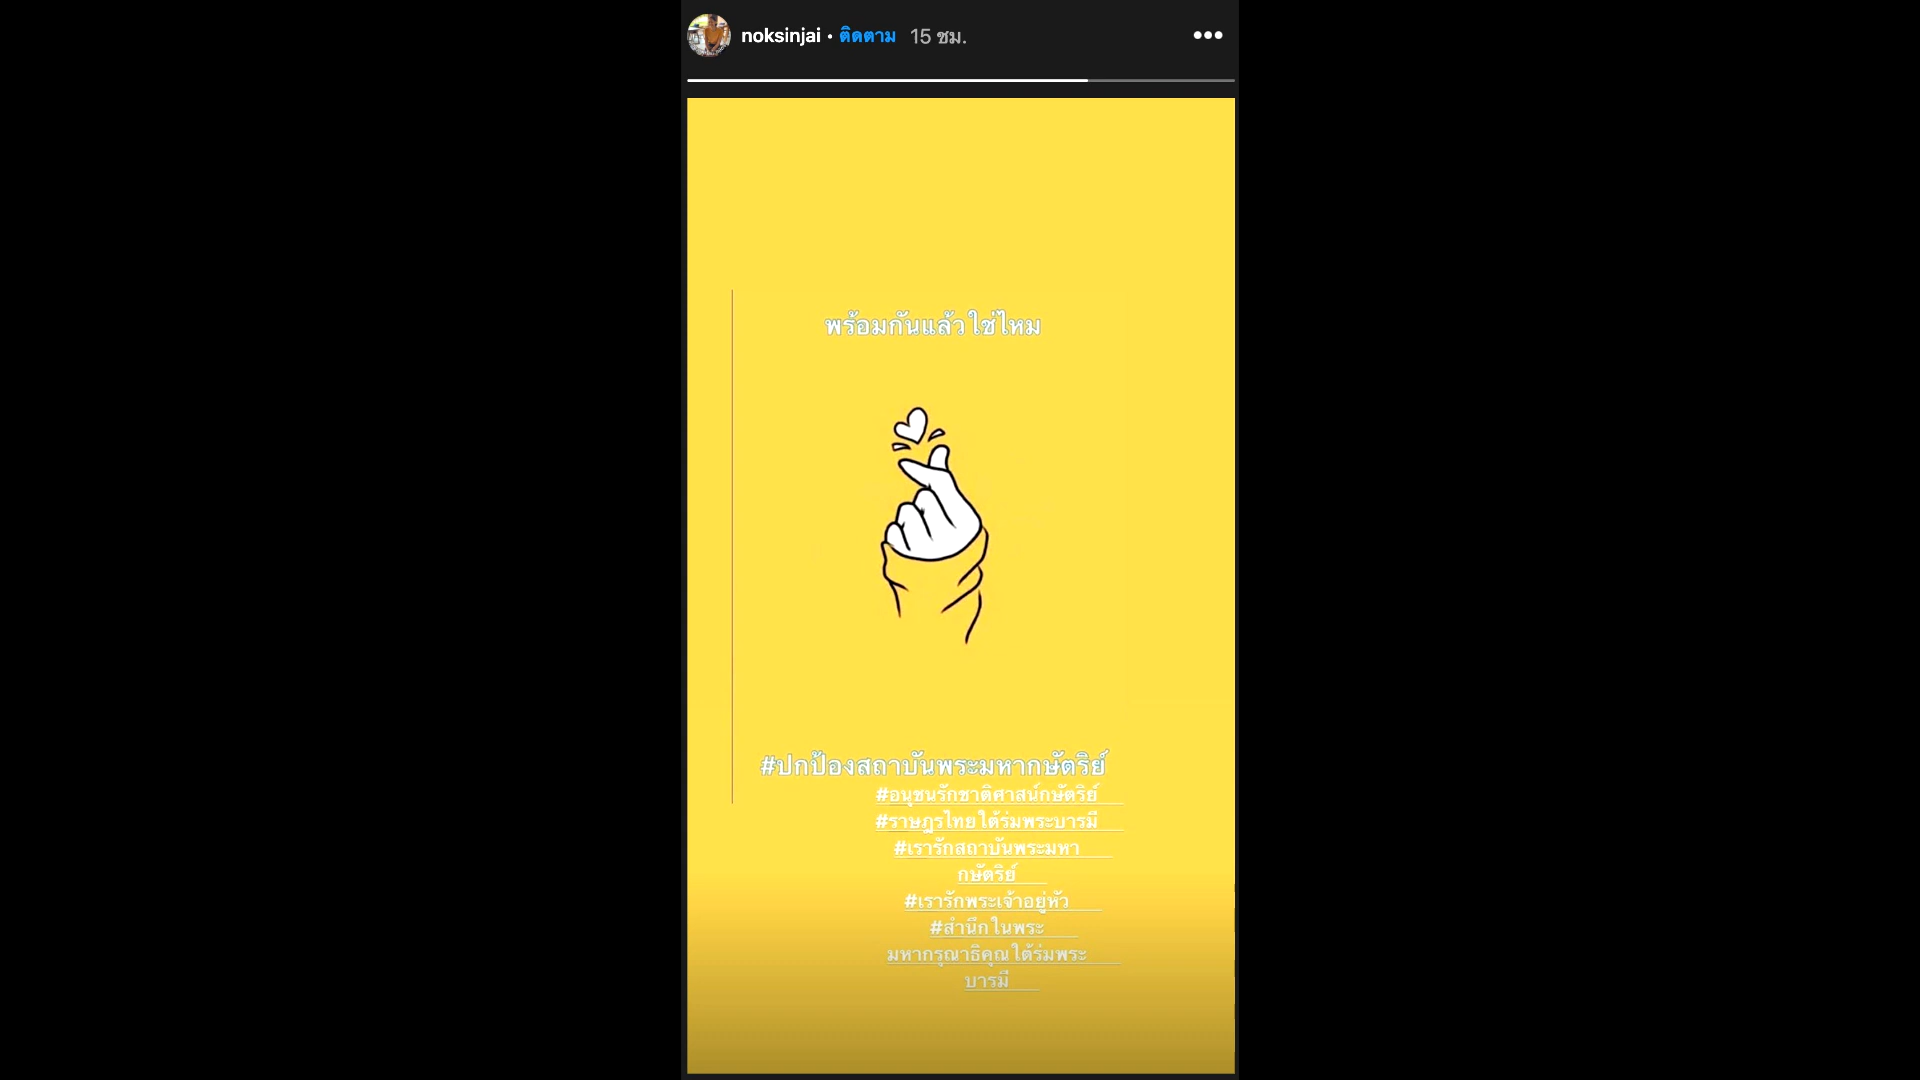 noksinjai • ติดตาม 15 ชม.
พร้อมกันแล้วใช่ไหม
#ปกป้องสถาบันพระมหากษัตริย์
#อนุชนรักชาติศาสน์กษัตริย์
#ราษฎรไทยใต้ร่มพระบารมี
#เรารักสถาบันพระมหา
กษัตริย์
#เรารักพระเจ้าอยู่หัว
#สำนึกในพระ
มหากรุณาธิคุณใต้ร่มพระ
บารมี